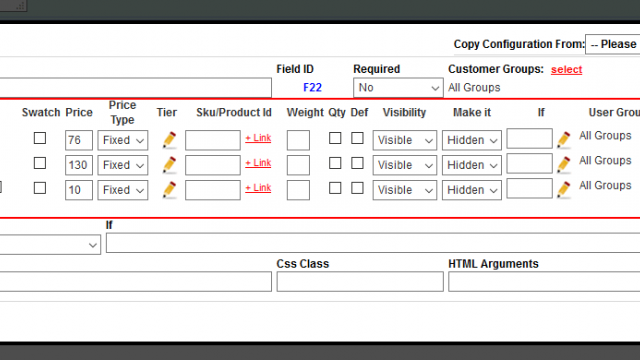 Copy Configuration From: -- Please
Field ID Required Customer Groups: select
F22 No All Groups
Swatch Price Price Type Tier Sku/Product Id Weight Qty Def Visibility Make it If User Grou
76 Fixed + Link Visible Hidden All Groups
130 Fixed + Link Visible Hidden All Groups
10 Fixed + Link Visible Hidden All Groups
If
Css Class HTML Arguments